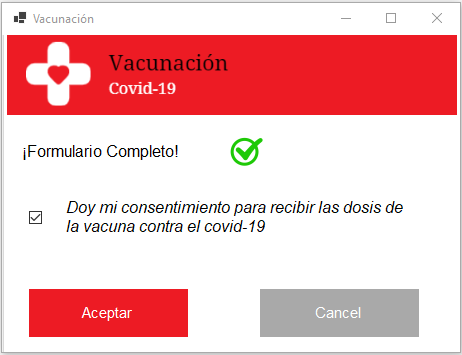 Vacunación
Vacunación
Covid-19
¡Formulario Completo!
Doy mi consentimiento para recibir las dosis de
la vacuna contra el covid-19
Aceptar
Cancel